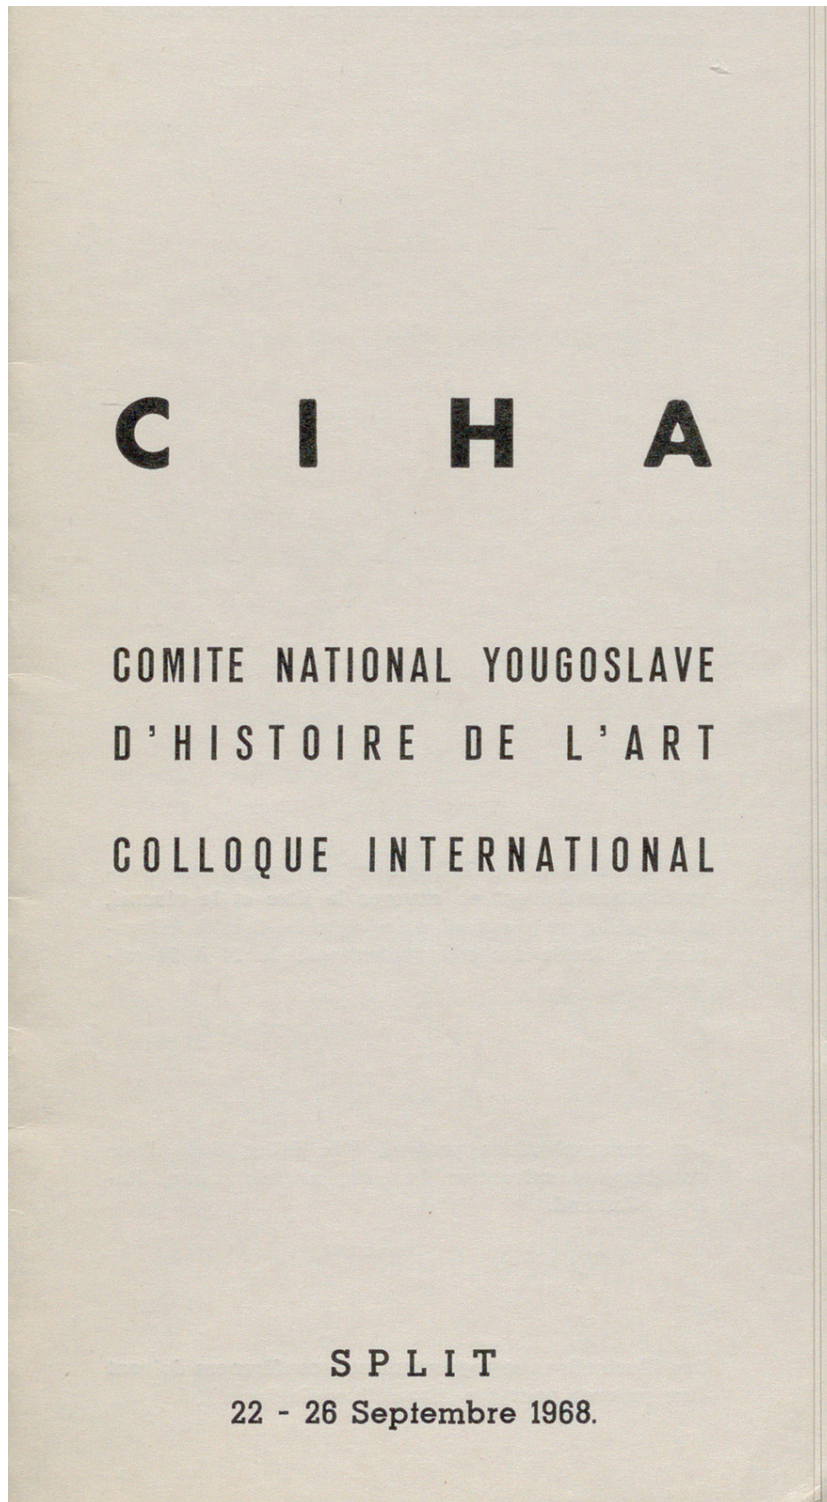 C I H A
COMITE NATIONAL YOUGOSLAVE
D'HISTOIRE DE L'ART
COLLOQUE INTERNATIONAL
SPLIT
22 - 26 Septembre 1968.